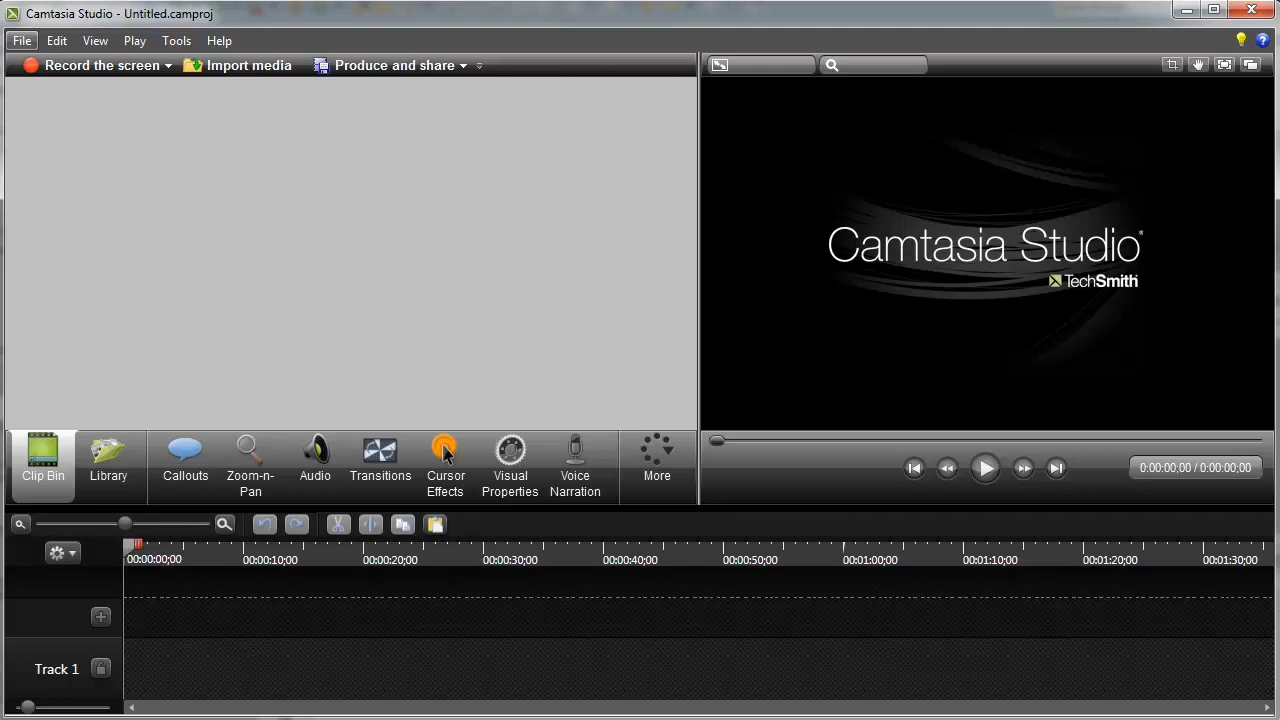 Camtasia Studio - Untitled.camproj
File Edit View Play Tools Help
Record the screen Import media Produce and share
Camtasia Studio®
TechSmith
Clip Bin Library Callouts Zoom-n-Pan Audio Transitions Cursor Effects Visual Properties Voice Narration More
0:00:00;00 / 0:00:00;00
00:00:00;00 00:00:10;00 00:00:20;00 00:00:30;00 00:00:40;00 00:00:50;00 00:01:00;00 00:01:10;00 00:01:20;00 00:01:30;00
Track 1